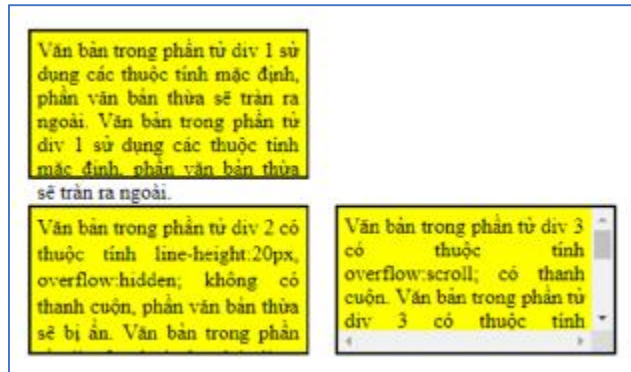 Văn bản trong phần tử div 1 sử
dụng các thuộc tính mặc định,
phần văn bản thừa sẽ tràn ra
ngoài. Văn bản trong phần tử
div 1 sử dụng các thuộc tính
mặc định, phần văn bản thừa
sẽ tràn ra ngoài.
Văn bản trong phần tử div 2 có
thuộc tính line-height:20px,
overflow:hidden; không có
thanh cuộn, phần văn bản thừa
sẽ bị ẩn. Văn bản trong phần
Văn bản trong phần tử div 3
có thuộc tính
overflow:scroll; có thanh
cuộn. Văn bản trong phần tử
div 3 có thuộc tính